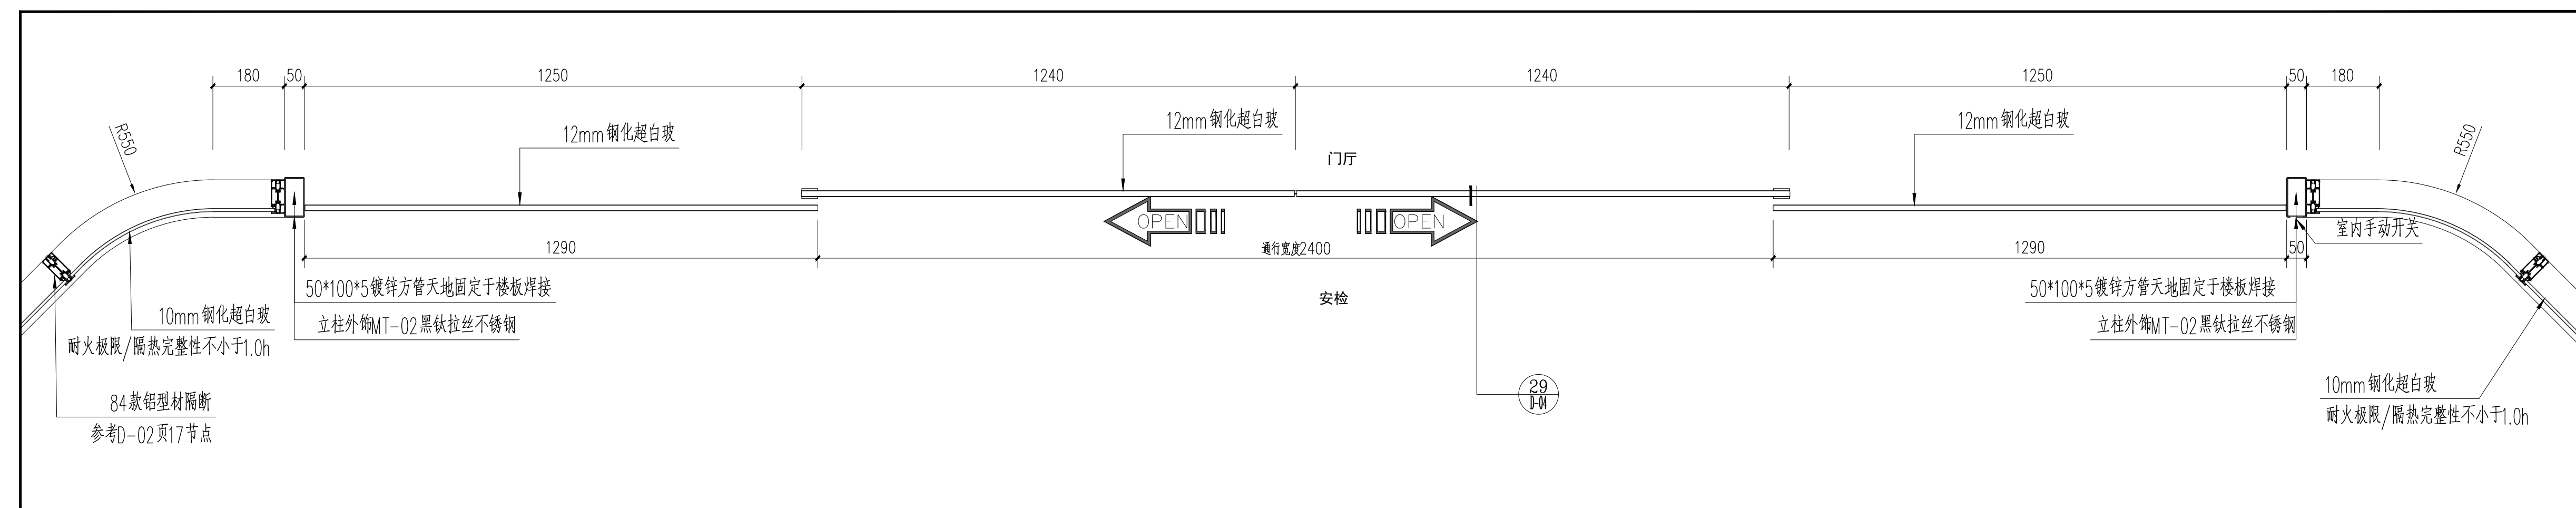 180 50 1250 1240 1240 1250 50 180
R550
12mm钢化超白玻
12mm钢化超白玻
12mm钢化超白玻
R550
门厅
OPEN
OPEN
室内手动开关
1290
通行宽度2400
1290
50
安检
50*100*5镀锌方管天地固定于楼板焊接
立柱外饰MT-02黑钛拉丝不锈钢
10mm钢化超白玻
耐火极限/隔热完整性不小于1.0h
84款铝型材隔断
参考D-02页17节点
50*100*5镀锌方管天地固定于楼板焊接
立柱外饰MT-02黑钛拉丝不锈钢
29
D-04
10mm钢化超白玻
耐火极限/隔热完整性不小于1.0h